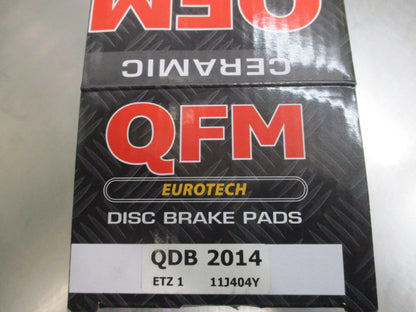 QFM
CERAMIC
QFM
EUROTECH
DISC BRAKE PADS
QDB 2014
ETZ 1 11J404Y